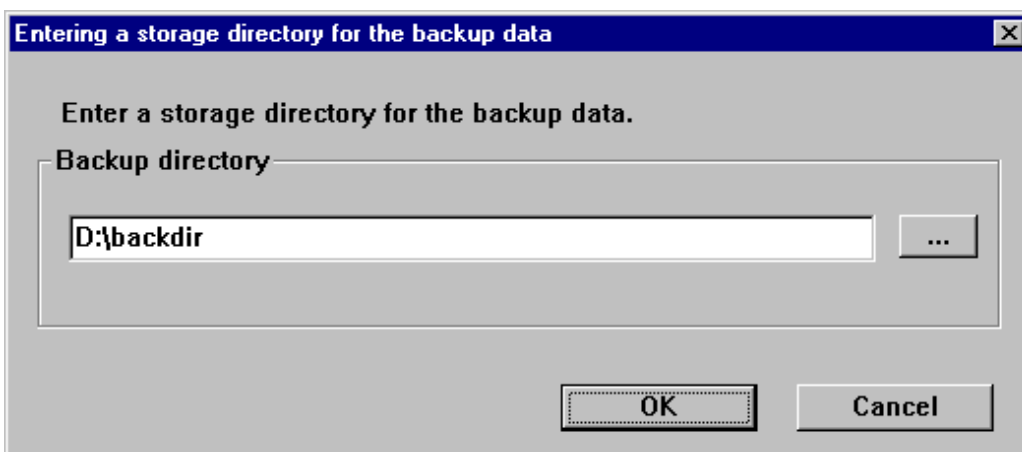 Entering a storage directory for the backup data
Enter a storage directory for the backup data.
Backup directory
D:\backdir
...
OK
Cancel